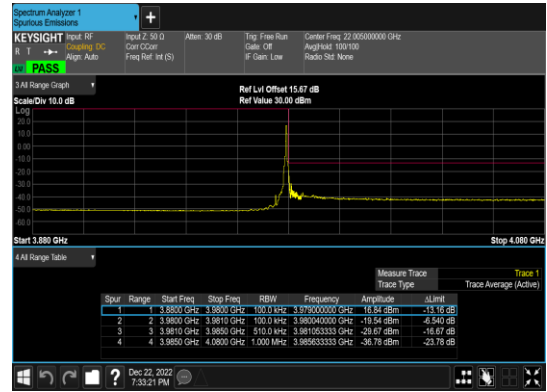 Spectrum Analyzer 1
Spurious Emissions
+
KEYSIGHT Input: RF Input Z: 50 Ω Atten: 30 dB Trig: Free Run Center Freq: 22.005000000 GHz
R T Coupling: DC Corr CCorr Gate: Off Avg|Hold: 100/100
Align: Auto Freq Ref: Int (S) IF Gain: Low Radio Std: None
PASS
3 All Range Graph Ref Lvl Offset 15.67 dB
Scale/Div 10.0 dB Ref Value 30.00 dBm
Log
20.0
10.0
0.00
-10.0
-20.0
-30.0
-40.0
-50.0
-60.0
Start 3.880 GHz Stop 4.080 GHz
4 All Range Table
Measure Trace Trace 1
Trace Type Trace Average (Active)
Spur Range Start Freq Stop Freq RBW Frequency Amplitude ΔLimit
1 1 3.8800 GHz 3.9800 GHz 100.0 kHz 3.979000000 GHz 16.84 dBm -13.16 dB
2 2 3.9800 GHz 3.9810 GHz 100.0 kHz 3.980040000 GHz -19.54 dBm -6.540 dB
3 3 3.9810 GHz 3.9850 GHz 510.0 kHz 3.981053333 GHz -29.67 dBm -16.67 dB
4 4 3.9850 GHz 4.0800 GHz 1.000 MHz 3.985633333 GHz -36.78 dBm -23.78 dB
? Dec 22, 2022
7:33:21 PM